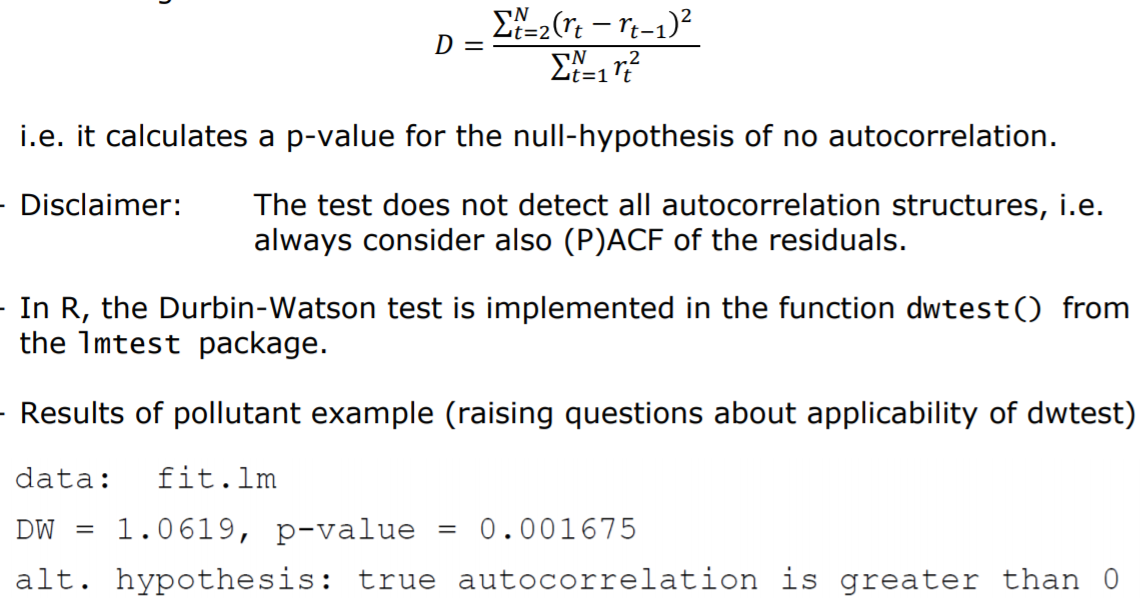 D = \frac{\sum_{t=2}^{N}(r_t - r_{t-1})^2}{\sum_{t=1}^{N} r_t^2}
i.e. it calculates a p-value for the null-hypothesis of no autocorrelation.
- Disclaimer: The test does not detect all autocorrelation structures, i.e.
always consider also (P)ACF of the residuals.
- In R, the Durbin-Watson test is implemented in the function dwtest() from
the lmtest package.
- Results of pollutant example (raising questions about applicability of dwtest)
data: fit.lm
DW = 1.0619, p-value = 0.001675
alt. hypothesis: true autocorrelation is greater than 0